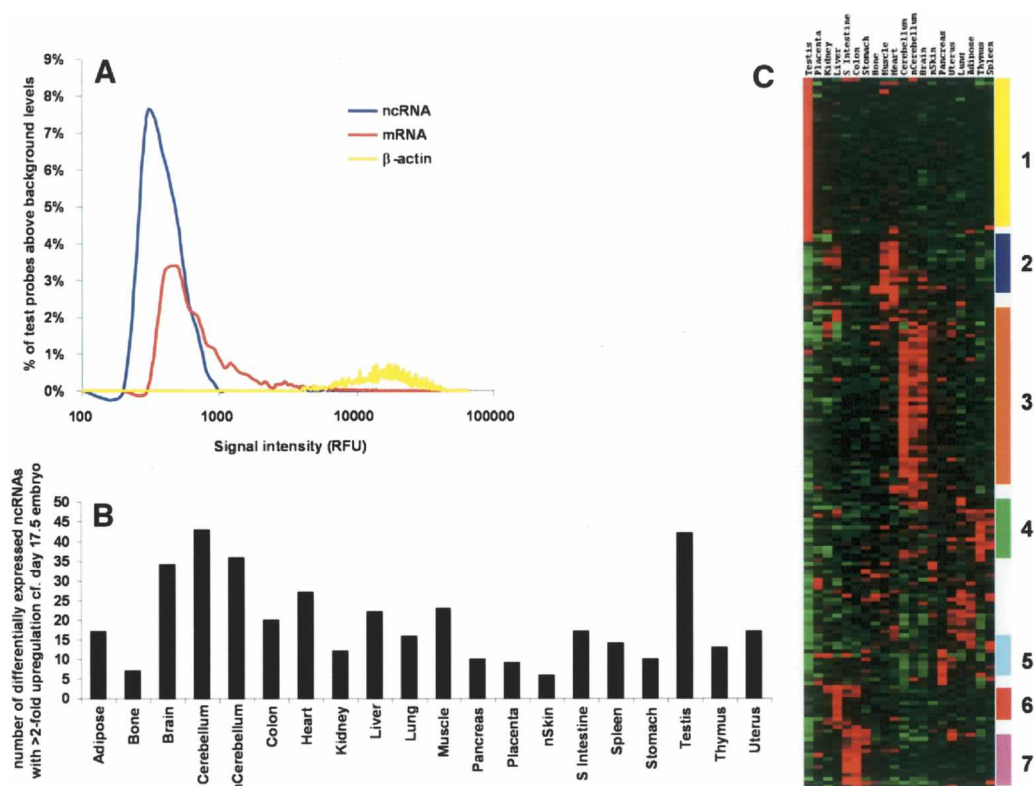 A
9%
8%
7%
6%
5%
4%
3%
2%
1%
0%
% of test probes above background levels
ncRNA
mRNA
β-actin
100
1000
10000
100000
Signal intensity (RFU)
B
number of differentially expressed ncRNAs
with >2-fold upregulation cf. day 17.5 embryo
50
45
40
35
30
25
20
15
10
5
0
Adipose
Bone
Brain
Cerebellum
nCerebellum
Colon
Heart
Kidney
Liver
Lung
Muscle
Pancreas
Placenta
nSkin
S Intestine
Spleen
Stomach
Testis
Thymus
Uterus
C
Testis
Placenta
Kidney
Liver
S Intestine
Colon
Stomach
Bone
Muscle
Heart
Cerebellum
nCerebellum
Brain
nSkin
Pancreas
Uterus
Lung
Adipose
Thymus
Spleen
1
2
3
4
5
6
7